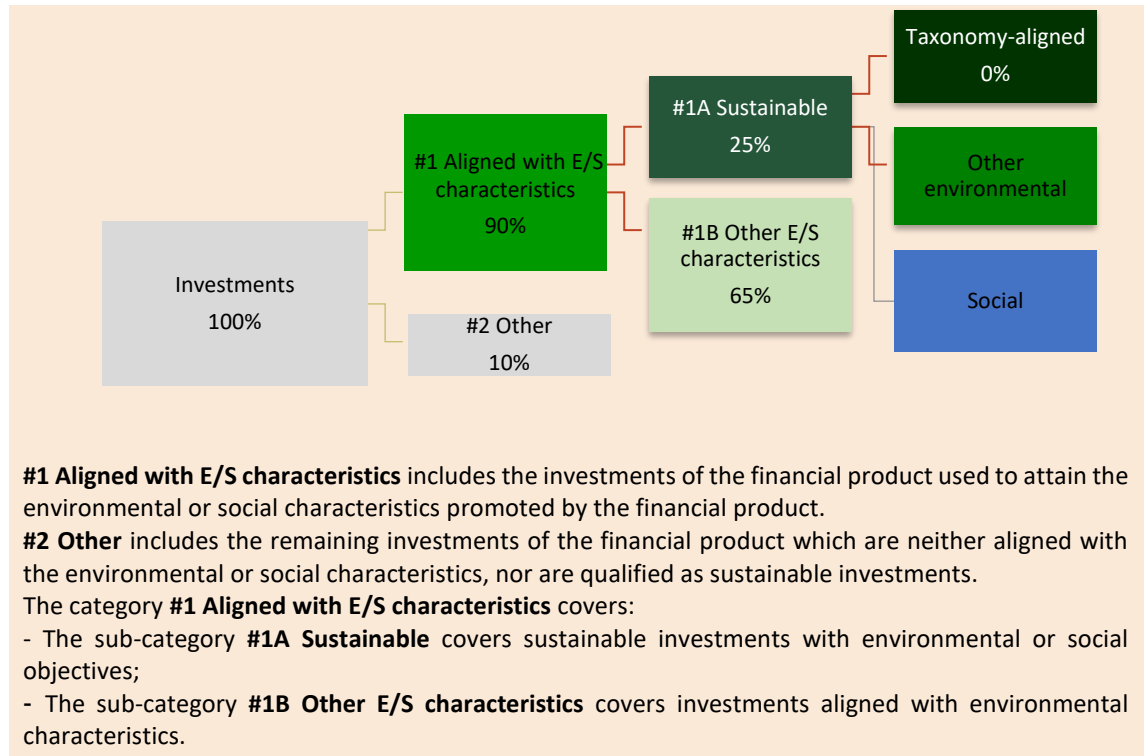 Taxonomy-aligned
0%
#1A Sustainable
25%
#1 Aligned with E/S
characteristics
90%
Other
environmental
#1B Other E/S
characteristics
65%
Investments
100%
Social
#2 Other
10%
#1 Aligned with E/S characteristics includes the investments of the financial product used to attain the
environmental or social characteristics promoted by the financial product.
#2 Other includes the remaining investments of the financial product which are neither aligned with
the environmental or social characteristics, nor are qualified as sustainable investments.
The category #1 Aligned with E/S characteristics covers:
- The sub-category #1A Sustainable covers sustainable investments with environmental or social
objectives;
- The sub-category #1B Other E/S characteristics covers investments aligned with environmental
characteristics.